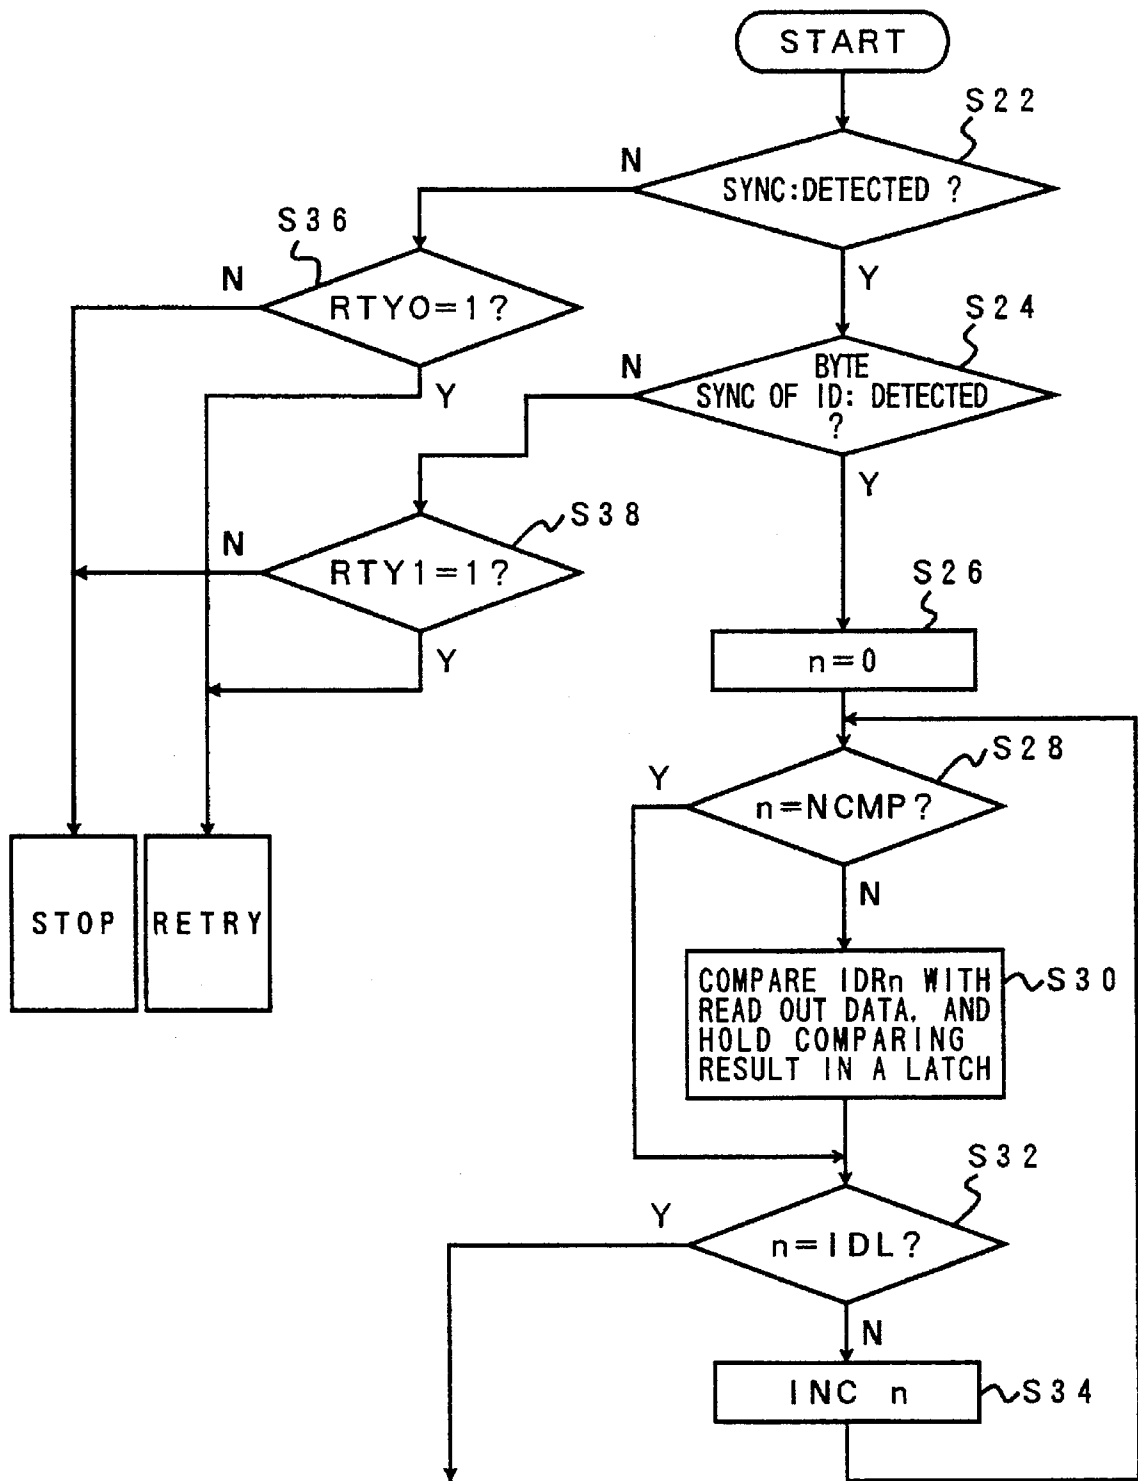 START
S22
N
SYNC:DETECTED ?
S36
N
Y
RTY0=1?
S24
N
BYTE
SYNC OF ID: DETECTED
?
Y
Y
S38
N
RTY1=1?
S26
Y
n=0
S28
Y
n=NCMP?
N
STOP
RETRY
COMPARE IDRn WITH
READ OUT DATA, AND
HOLD COMPARING
RESULT IN A LATCH
S30
S32
Y
n=IDL?
N
INC n
S34